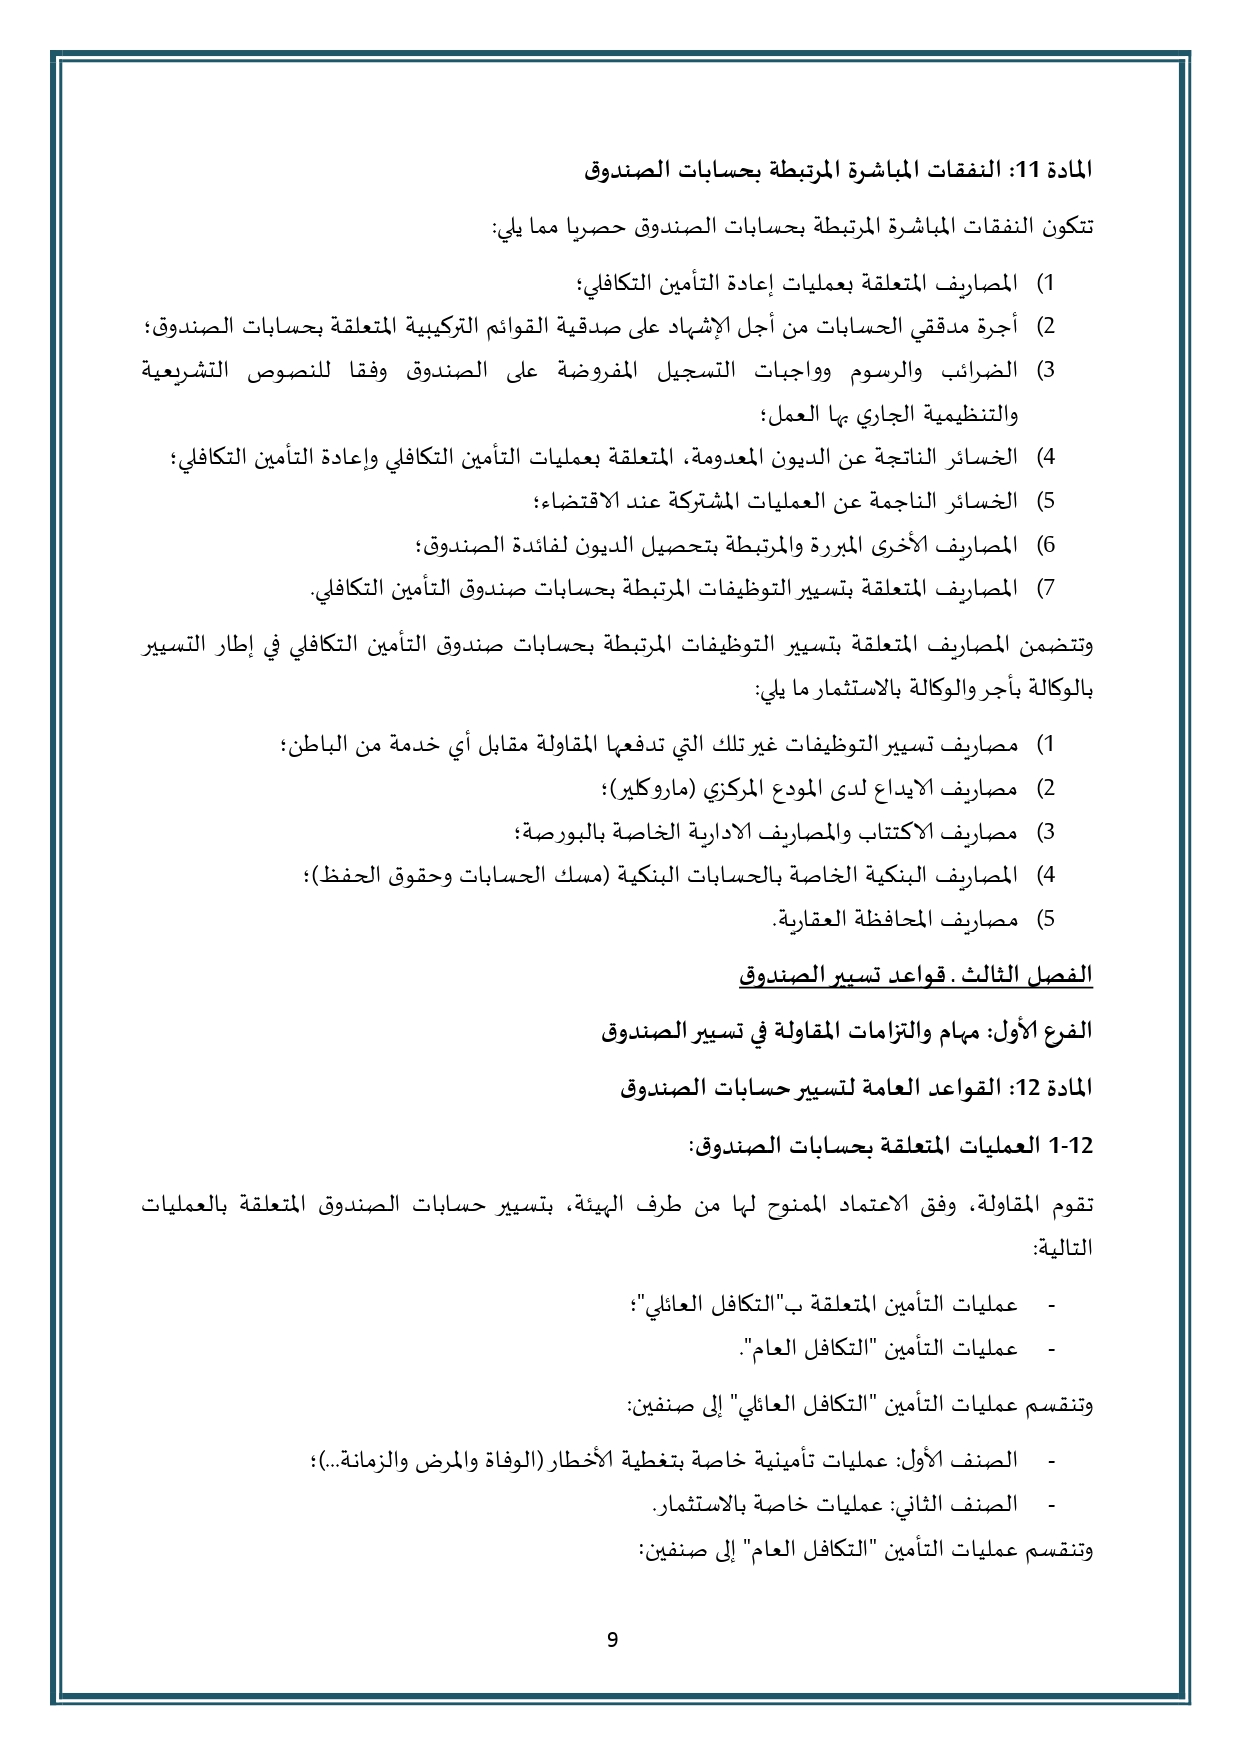 المادة 11: النفقات المباشرة المرتبطة بحسابات الصندوق
تتكون النفقات المباشرة المرتبطة بحسابات الصندوق حصريا مما يلي:
1) المصاريف المتعلقة بعمليات إعادة التأمين التكافلي؛
2) أجرة مدققي الحسابات من أجل الإشهاد على صدقية القوائم التركيبية المتعلقة بحسابات الصندوق؛
3) الضرائب والرسوم وواجبات التسجيل المفروضة على الصندوق وفقا للنصوص التشريعية
والتنظيمية الجاري بها العمل؛
4) الخسائر الناتجة عن الديون المعدومة، المتعلقة بعمليات التأمين التكافلي وإعادة التأمين التكافلي؛
5) الخسائر الناجمة عن العمليات المشتركة عند الاقتضاء؛
6) المصاريف الأخرى المبررة والمرتبطة بتحصيل الديون لفائدة الصندوق؛
7) المصاريف المتعلقة بتسيير التوظيفات المرتبطة بحسابات صندوق التأمين التكافلي.
وتتضمن المصاريف المتعلقة بتسيير التوظيفات المرتبطة بحسابات صندوق التأمين التكافلي في إطار التسيير
بالوكالة بأجر والوكالة بالاستثمار ما يلي:
1) مصاريف تسيير التوظيفات غير تلك التي تدفعها المقاولة مقابل أي خدمة من الباطن؛
2) مصاريف الايداع لدى المودع المركزي (ماروكلير)؛
3) مصاريف الاكتتاب والمصاريف الادارية الخاصة بالبورصة؛
4) المصاريف البنكية الخاصة بالحسابات البنكية (مسك الحسابات وحقوق الحفظ)؛
5) مصاريف المحافظة العقارية.
الفصل الثالث . قواعد تسيير الصندوق
الفرع الأول: مهام والتزامات المقاولة في تسيير الصندوق
المادة 12: القواعد العامة لتسيير حسابات الصندوق
1-12 العمليات المتعلقة بحسابات الصندوق:
تقوم المقاولة، وفق الاعتماد الممنوح لها من طرف الهيئة، بتسيير حسابات الصندوق المتعلقة بالعمليات
التالية:
- عمليات التأمين المتعلقة ب"التكافل العائلي"؛
- عمليات التأمين "التكافل العام".
وتنقسم عمليات التأمين "التكافل العائلي" إلى صنفين:
- الصنف الأول: عمليات تأمينية خاصة بتغطية الأخطار (الوفاة والمرض والزمانة...)؛
- الصنف الثاني: عمليات خاصة بالاستثمار.
وتنقسم عمليات التأمين "التكافل العام" إلى صنفين:
9